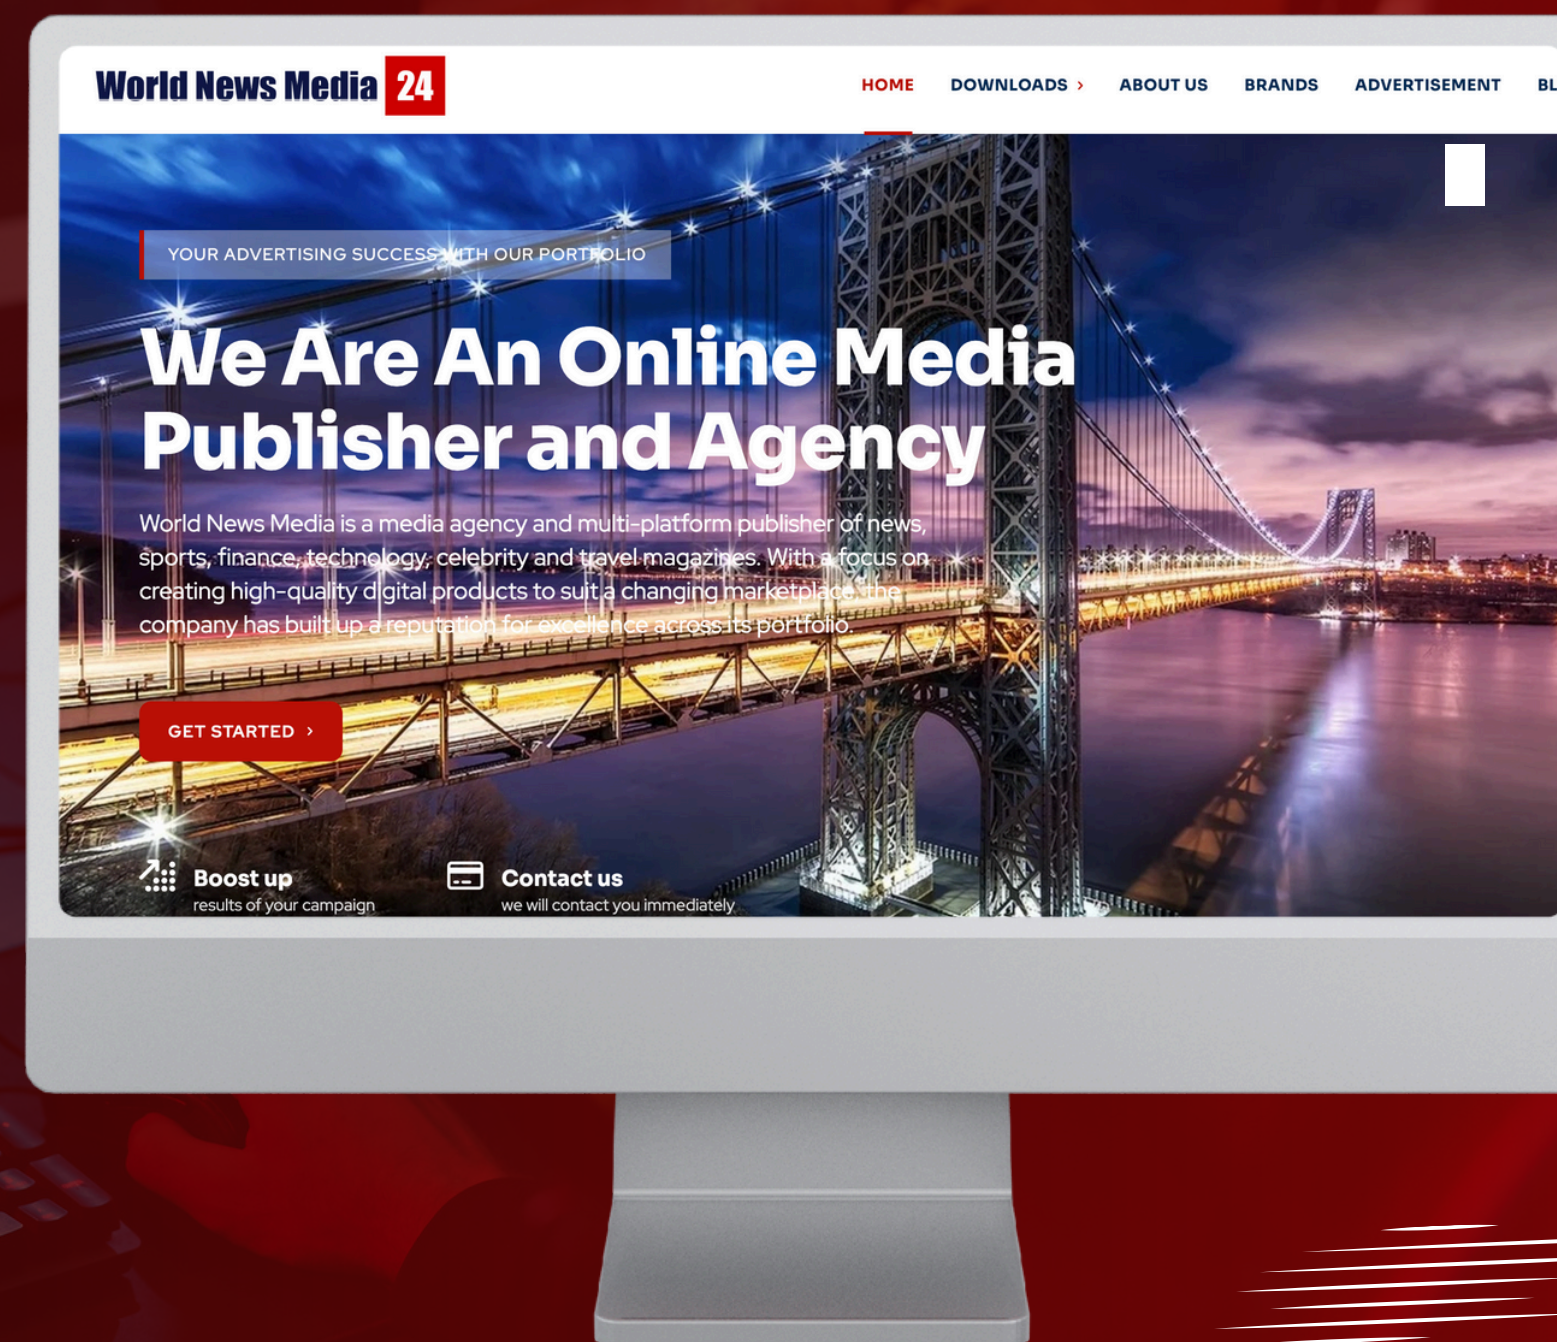 World News Media 24
HOME DOWNLOADS › ABOUT US BRANDS ADVERTISEMENT BL
YOUR ADVERTISING SUCCESS WITH OUR PORTFOLIO
We Are An Online Media
Publisher and Agency
World News Media is a media agency and multi-platform publisher of news,
sports, finance, technology, celebrity and travel magazines. With a focus on
creating high-quality digital products to suit a changing marketplace, the
company has built up a reputation for excellence across its portfolio.
GET STARTED ›
Boost up
results of your campaign
Contact us
we will contact you immediately